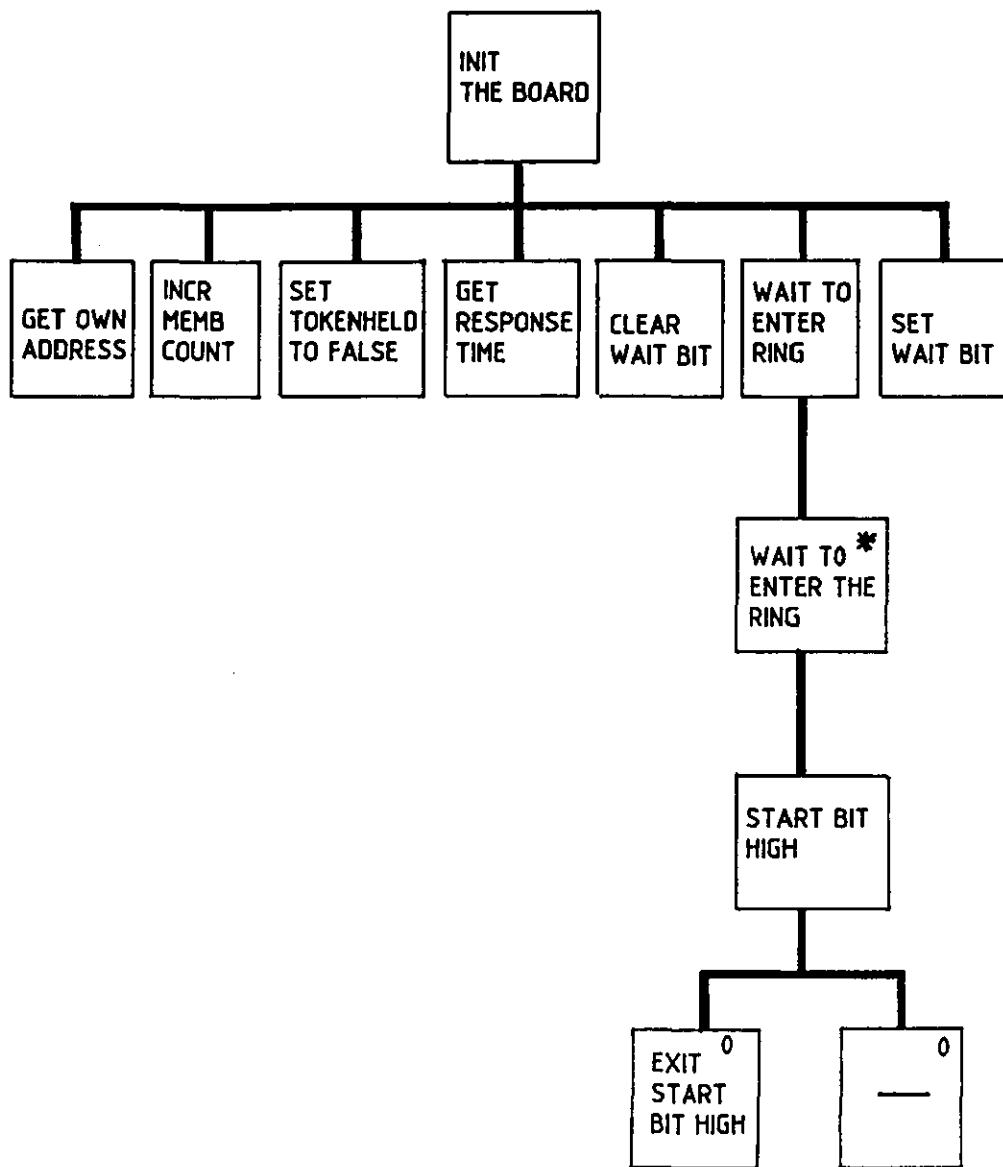 INIT
THE BOARD
GET OWN
ADDRESS
INCR
MEMB
COUNT
SET
TOKENHELD
TO FALSE
GET
RESPONSE
TIME
CLEAR
WAIT BIT
WAIT TO
ENTER
RING
SET
WAIT BIT
WAIT TO *
ENTER THE
RING
START BIT
HIGH
EXIT O
START
BIT HIGH
O
—